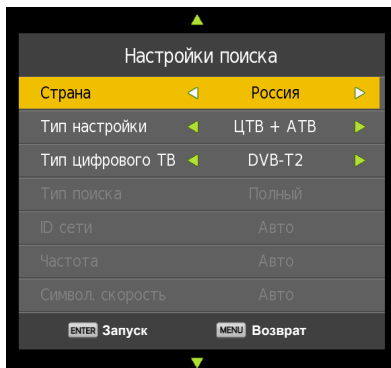 Настройки поиска
Страна Россия
Тип настройки ЦТВ + АТВ
Тип цифрового ТВ DVB-T2
Тип поиска Полный
ID сети Авто
Частота Авто
Символ. скорость Авто
ENTER Запуск MENU Возврат